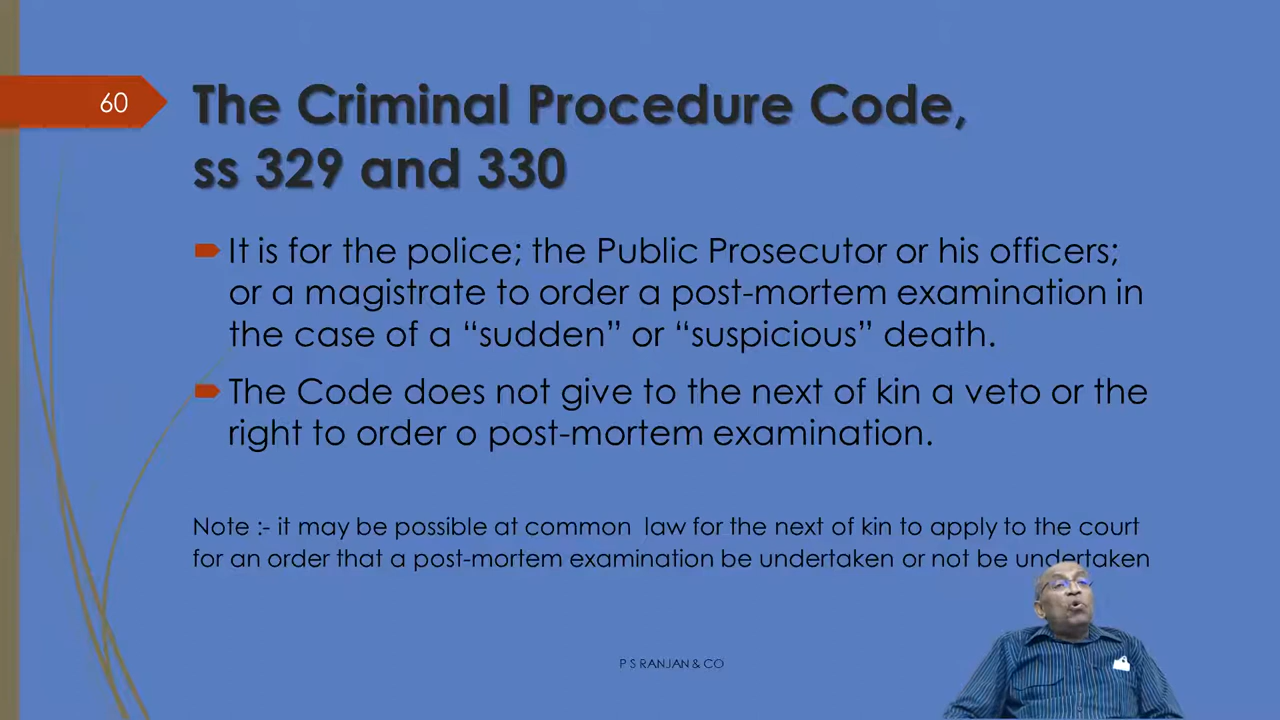 60
The Criminal Procedure Code,
ss 329 and 330
It is for the police; the Public Prosecutor or his officers;
or a magistrate to order a post-mortem examination in
the case of a “sudden” or “suspicious” death.
The Code does not give to the next of kin a veto or the
right to order o post-mortem examination.
Note :- it may be possible at common law for the next of kin to apply to the court
for an order that a post-mortem examination be undertaken or not be undertaken
P S RANJAN & CO